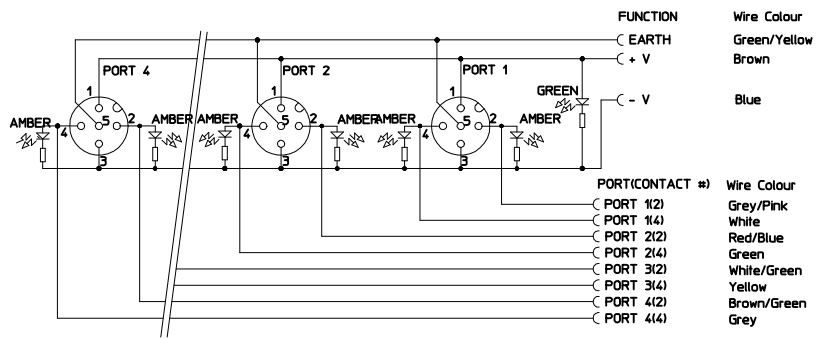 FUNCTION Wire Colour
EARTH Green/Yellow
+ V Brown
- V Blue
PORT 4 PORT 2 PORT 1
1 1 1
GREEN
AMBER 4 5 2 AMBER AMBER 4 5 2 AMBER AMBER 4 5 2 AMBER
3 3 3
PORT(CONTACT #) Wire Colour
PORT 1(2) Grey/Pink
PORT 1(4) White
PORT 2(2) Red/Blue
PORT 2(4) Green
PORT 3(2) White/Green
PORT 3(4) Yellow
PORT 4(2) Brown/Green
PORT 4(4) Grey